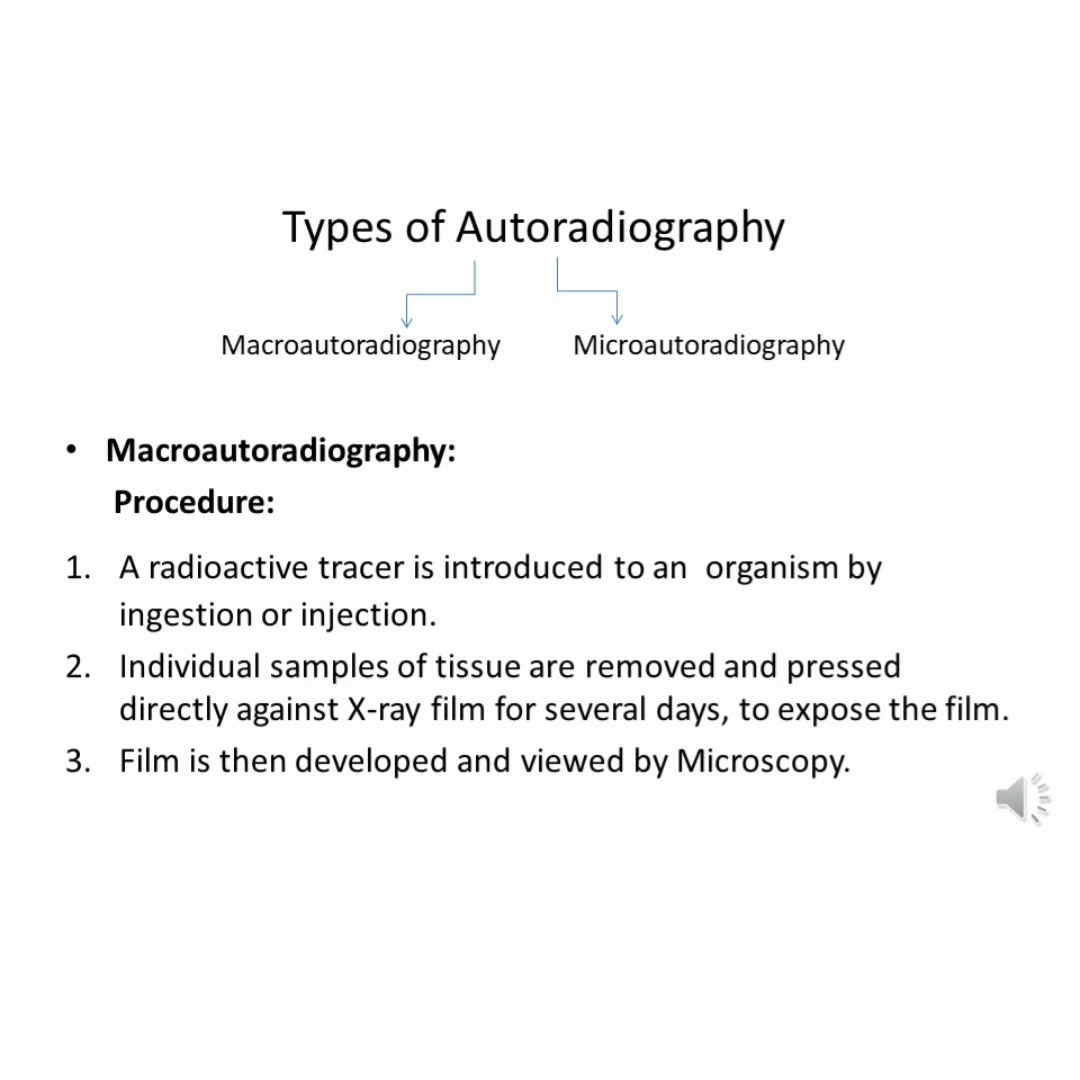 Types of Autoradiography
Macroautoradiography Microautoradiography
• Macroautoradiography:
Procedure:
1. A radioactive tracer is introduced to an organism by
ingestion or injection.
2. Individual samples of tissue are removed and pressed
directly against X-ray film for several days, to expose the film.
3. Film is then developed and viewed by Microscopy.